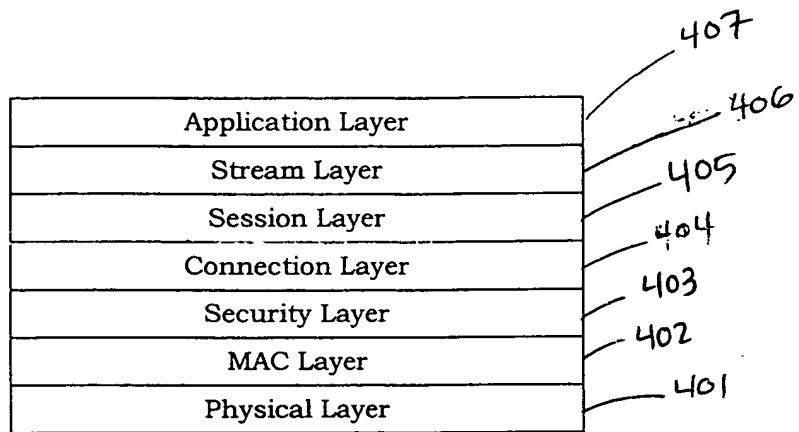 407
Application Layer
406
Stream Layer
405
Session Layer
404
Connection Layer
403
Security Layer
402
MAC Layer
401
Physical Layer